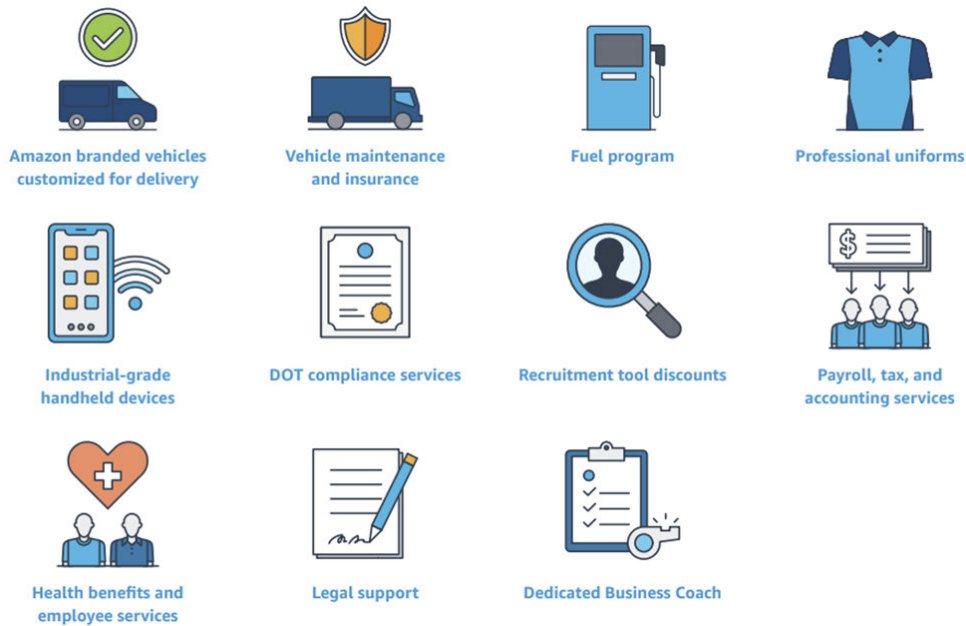 Amazon branded vehicles
customized for delivery
Vehicle maintenance
and insurance
Fuel program
Professional uniforms
Industrial-grade
handheld devices
DOT compliance services
Recruitment tool discounts
$
Payroll, tax, and
accounting services
Health benefits and
employee services
Legal support
Dedicated Business Coach